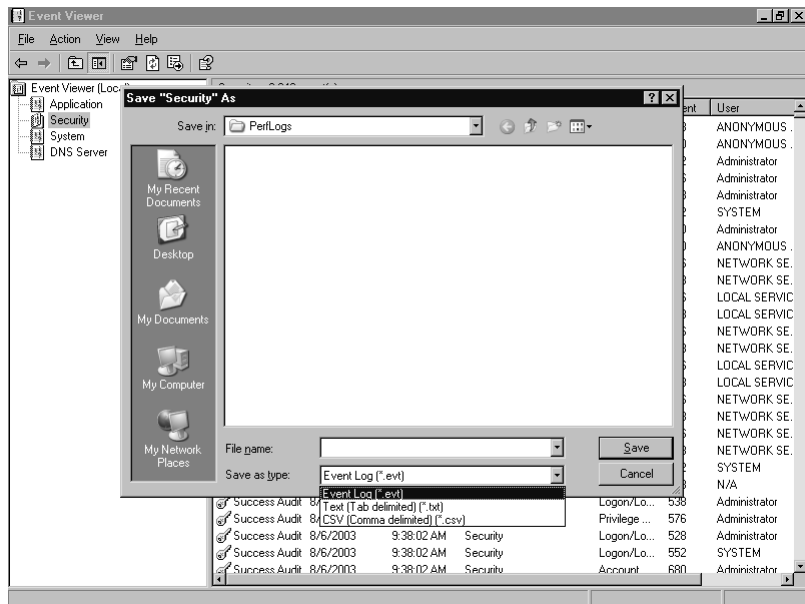 Event Viewer
File Action View Help
Event Viewer (Loc
Application
Security
System
DNS Server
Save "Security" As
Save in: PerfLogs
My Recent
Documents
Desktop
My Documents
My Computer
My Network
Places
File name:
Save
Save as type: Event Log (*.evt)
Cancel
Event Log (*.evt)
Text (Tab delimited) (*.txt)
CSV (Comma delimited) (*.csv)
ent User
ANONYMOUS .
ANONYMOUS .
Administrator
Administrator
Administrator
SYSTEM
Administrator
ANONYMOUS .
NETWORK SE.
NETWORK SE.
LOCAL SERVIC
LOCAL SERVIC
NETWORK SE.
NETWORK SE.
LOCAL SERVIC
LOCAL SERVIC
NETWORK SE.
NETWORK SE.
NETWORK SE.
NETWORK SE.
SYSTEM
N/A
Success Audit 8/ Logon/Lo... 538 Administrator
Success Audit 8/ Privilege ... 576 Administrator
Success Audit 8/6/2003 9:38:02 AM Security Logon/Lo... 528 Administrator
Success Audit 8/6/2003 9:38:02 AM Security Logon/Lo... 552 SYSTEM
Success Audit 8/6/2003 9:38:02 AM Security Account 680 Administrator